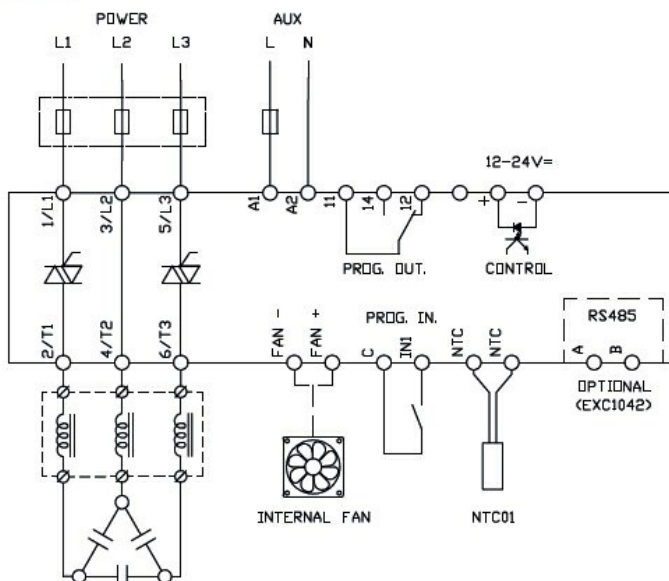 POWER AUX
L1 L2 L3 L N
12-24V=
1/L1 3/L2 5/L3 A1 A2 11 14 12 + -
PROG. OUT. CONTROL
2/T1 4/T2 6/T3 FAN - FAN + PROG. IN. C IN1 NTC NTC RS485 A B
OPTIONAL
(EXC1042)
INTERNAL FAN NTC01